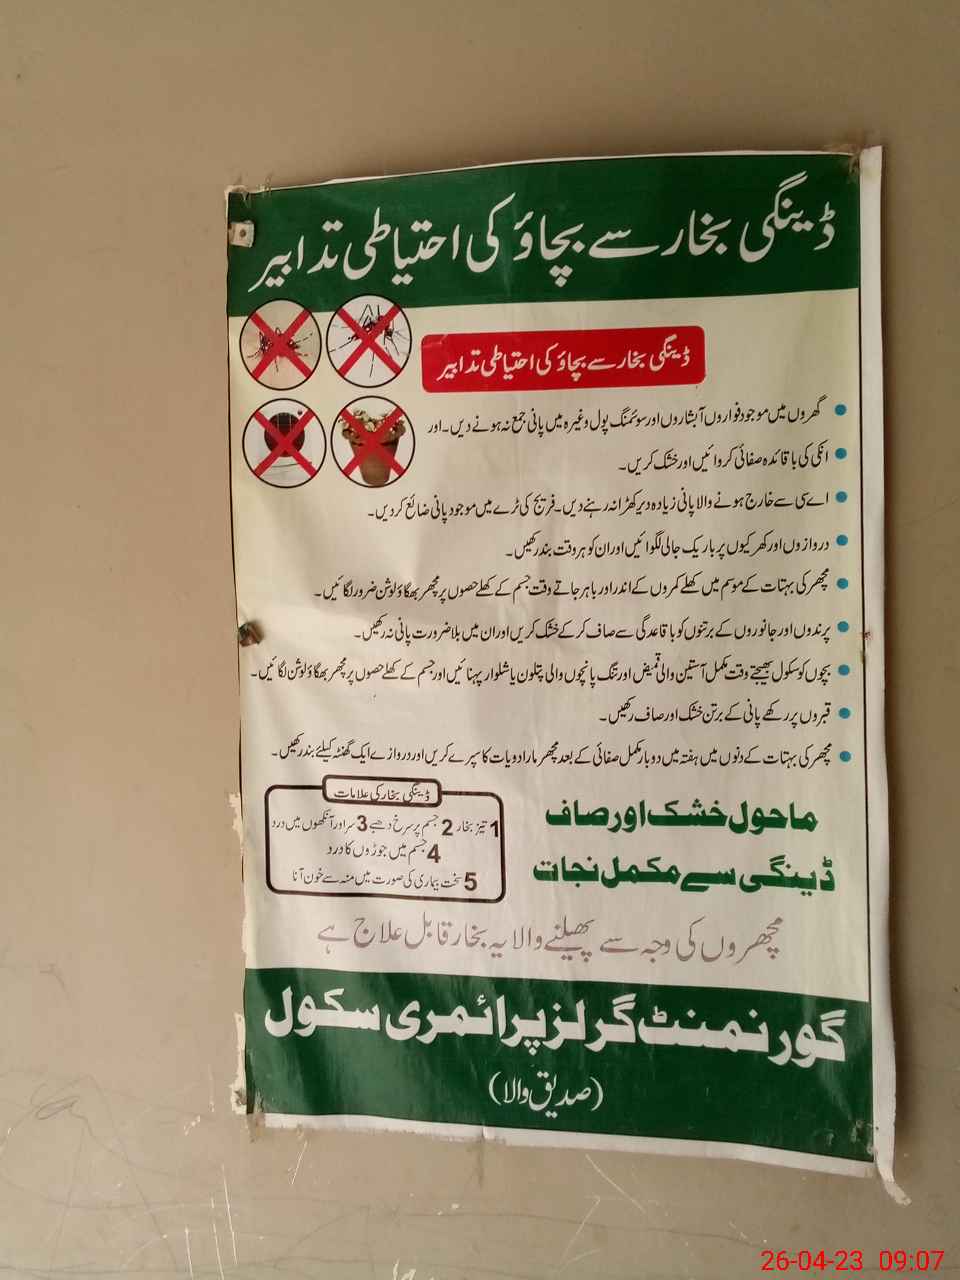 ڈینگی بخار سے بچاؤ کی احتیاطی تدابیر
ڈینگی بخار سے بچاؤ کی احتیاطی تدابیر
گھروں میں موجود فواروں آبشاروں اور سوئمنگ پول وغیرہ میں پانی جمع نہ ہونے دیں۔ اور
انکی باقائدہ صفائی کروائیں اور خشک کریں۔
اے سی سے خارج ہونے والا پانی زیادہ دیر کھڑا نہ رہنے دیں۔ فریج کی ٹرے میں موجود پانی ضائع کر دیں۔
دروازوں اور کھرکیوں پر باریک جالی لگوائیں اور ان کو ہر وقت بند رکھیں۔
مچھر کی بہتات کے موسم میں کھلے کمروں کے اندر اور باہر جاتے وقت جسم کے کھلے حصوں پر مچھر بھگاؤ لوشن ضرور لگائیں۔
پرندوں اور جانوروں کے برتنوں کو باقاعدگی سے صاف کر کے خشک کریں اور ان میں بلا ضرورت پانی نہ رکھیں۔
بچوں کو سکول بھیجتے وقت مکمل آستین والی قمیض اور تنگ پانچوں والی پتلون یا شلوار پہنائیں اور جسم کے کھلے حصوں پر مچھر بھگاؤ لوشن لگائیں۔
قبروں پر رکھے پانی کے برتن خشک اور صاف رکھیں۔
مچھر کی بہتات کے دنوں میں ہفتہ میں دو بار مکمل صفائی کے بعد مچھر مار ادویات کا سپرے کریں اور دروازے ایک گھنٹہ کیلئے بند رکھیں۔
ماحول خشک اور صاف
ڈینگی سے مکمل نجات
ڈینگی بخار کی علامات
1 تیز بخار 2 جسم پر سرخ دھبے 3 سر اور آنکھوں میں درد
4 جسم میں جوڑوں کا درد
5 سخت بیماری کی صورت میں منہ سے خون آنا
مچھروں کی وجہ سے پھیلنے والا یہ بخار قابل علاج ہے
گورنمنٹ گرلز پرائمری سکول
(صدیق والا)
26-04-23 09:07